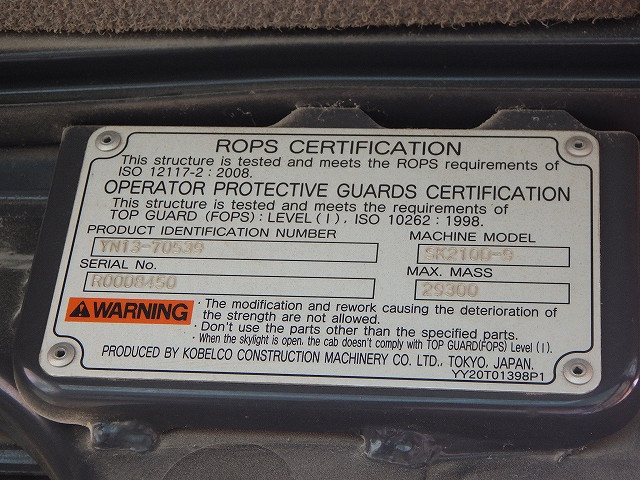 ROPS CERTIFICATION
This structure is tested and meets the ROPS requirements of
ISO 12117-2 : 2008.
OPERATOR PROTECTIVE GUARDS CERTIFICATION
This structure is tested and meets the requirements of
TOP GUARD (FOPS) : LEVEL ( I ) , ISO 10262 : 1998.
PRODUCT IDENTIFICATION NUMBER
YN13-70539
MACHINE MODEL
SK210D-9
SERIAL No.
R0008450
MAX. MASS
29300
WARNING
· The modification and rework causing the deterioration of
the strength are not allowed.
· Don't use the parts other than the specified parts.
· When the skylight is open, the cab doesn't comply with TOP GUARD(FOPS) Level ( I ).
PRODUCED BY KOBELCO CONSTRUCTION MACHINERY CO. LTD., TOKYO, JAPAN.
YY20T01398P1